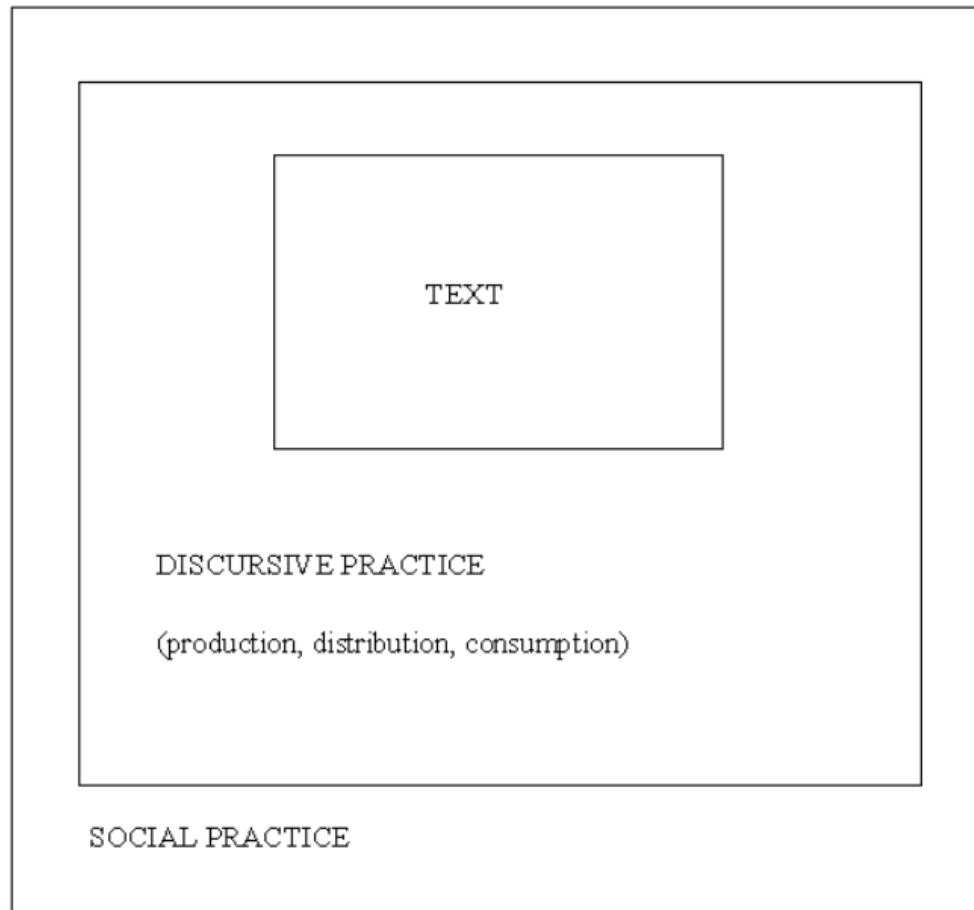 TEXT
DISCURSIVE PRACTICE
(production, distribution, consumption)
SOCIAL PRACTICE